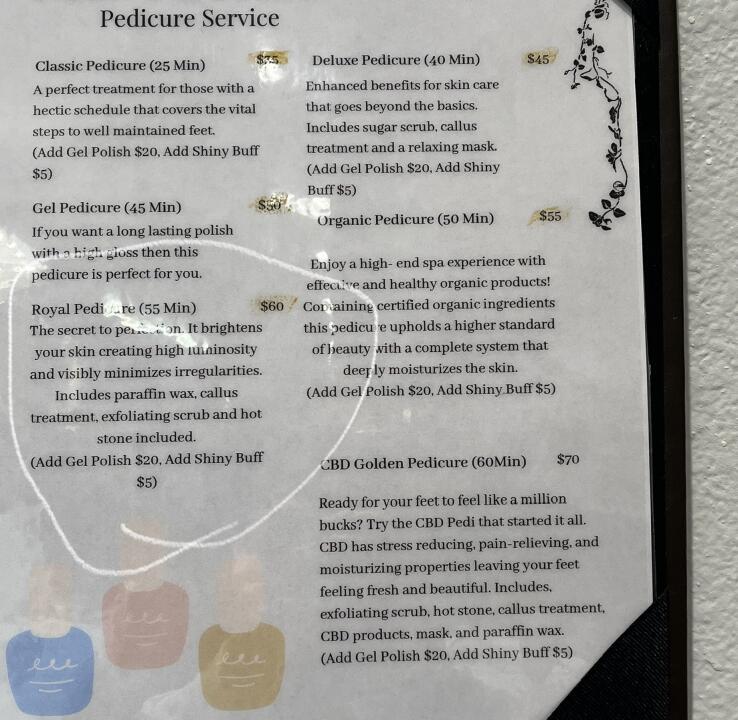 Pedicure Service
Classic Pedicure (25 Min) $35
A perfect treatment for those with a
hectic schedule that covers the vital
steps to well maintained feet.
(Add Gel Polish $20, Add Shiny Buff
$5)
Gel Pedicure (45 Min) $50
If you want a long lasting polish
with a high gloss then this
pedicure is perfect for you.
Royal Pedicure (55 Min) $60
The secret to perfection. It brightens
your skin creating high luminosity
and visibly minimizes irregularities.
Includes paraffin wax, callus
treatment, exfoliating scrub and hot
stone included.
(Add Gel Polish $20, Add Shiny Buff
$5)
Deluxe Pedicure (40 Min) $45
Enhanced benefits for skin care
that goes beyond the basics.
Includes sugar scrub, callus
treatment and a relaxing mask.
(Add Gel Polish $20, Add Shiny
Buff $5)
Organic Pedicure (50 Min) $55
Enjoy a high- end spa experience with
effective and healthy organic products!
Containing certified organic ingredients
this pedicure upholds a higher standard
of beauty with a complete system that
deeply moisturizes the skin.
(Add Gel Polish $20, Add Shiny Buff $5)
CBD Golden Pedicure (60Min) $70
Ready for your feet to feel like a million
bucks? Try the CBD Pedi that started it all.
CBD has stress reducing, pain-relieving, and
moisturizing properties leaving your feet
feeling fresh and beautiful. Includes,
exfoliating scrub, hot stone, callus treatment,
CBD products, mask, and paraffin wax.
(Add Gel Polish $20, Add Shiny Buff $5)